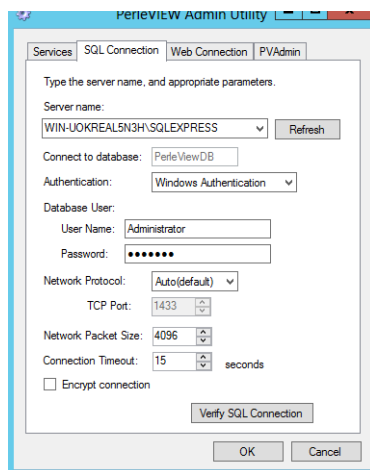 PerleVIEW Admin Utility
Services SQL Connection Web Connection PVAdmin
Type the server name, and appropriate parameters.
Server name:
WIN-UOKREAL5N3H\SQLEXPRESS Refresh
Connect to database: PerleViewDB
Authentication: Windows Authentication
Database User:
User Name: Administrator
Password: •••••••
Network Protocol: Auto(default)
TCP Port: 1433
Network Packet Size: 4096
Connection Timeout: 15 seconds
Encrypt connection
Verify SQL Connection
OK Cancel